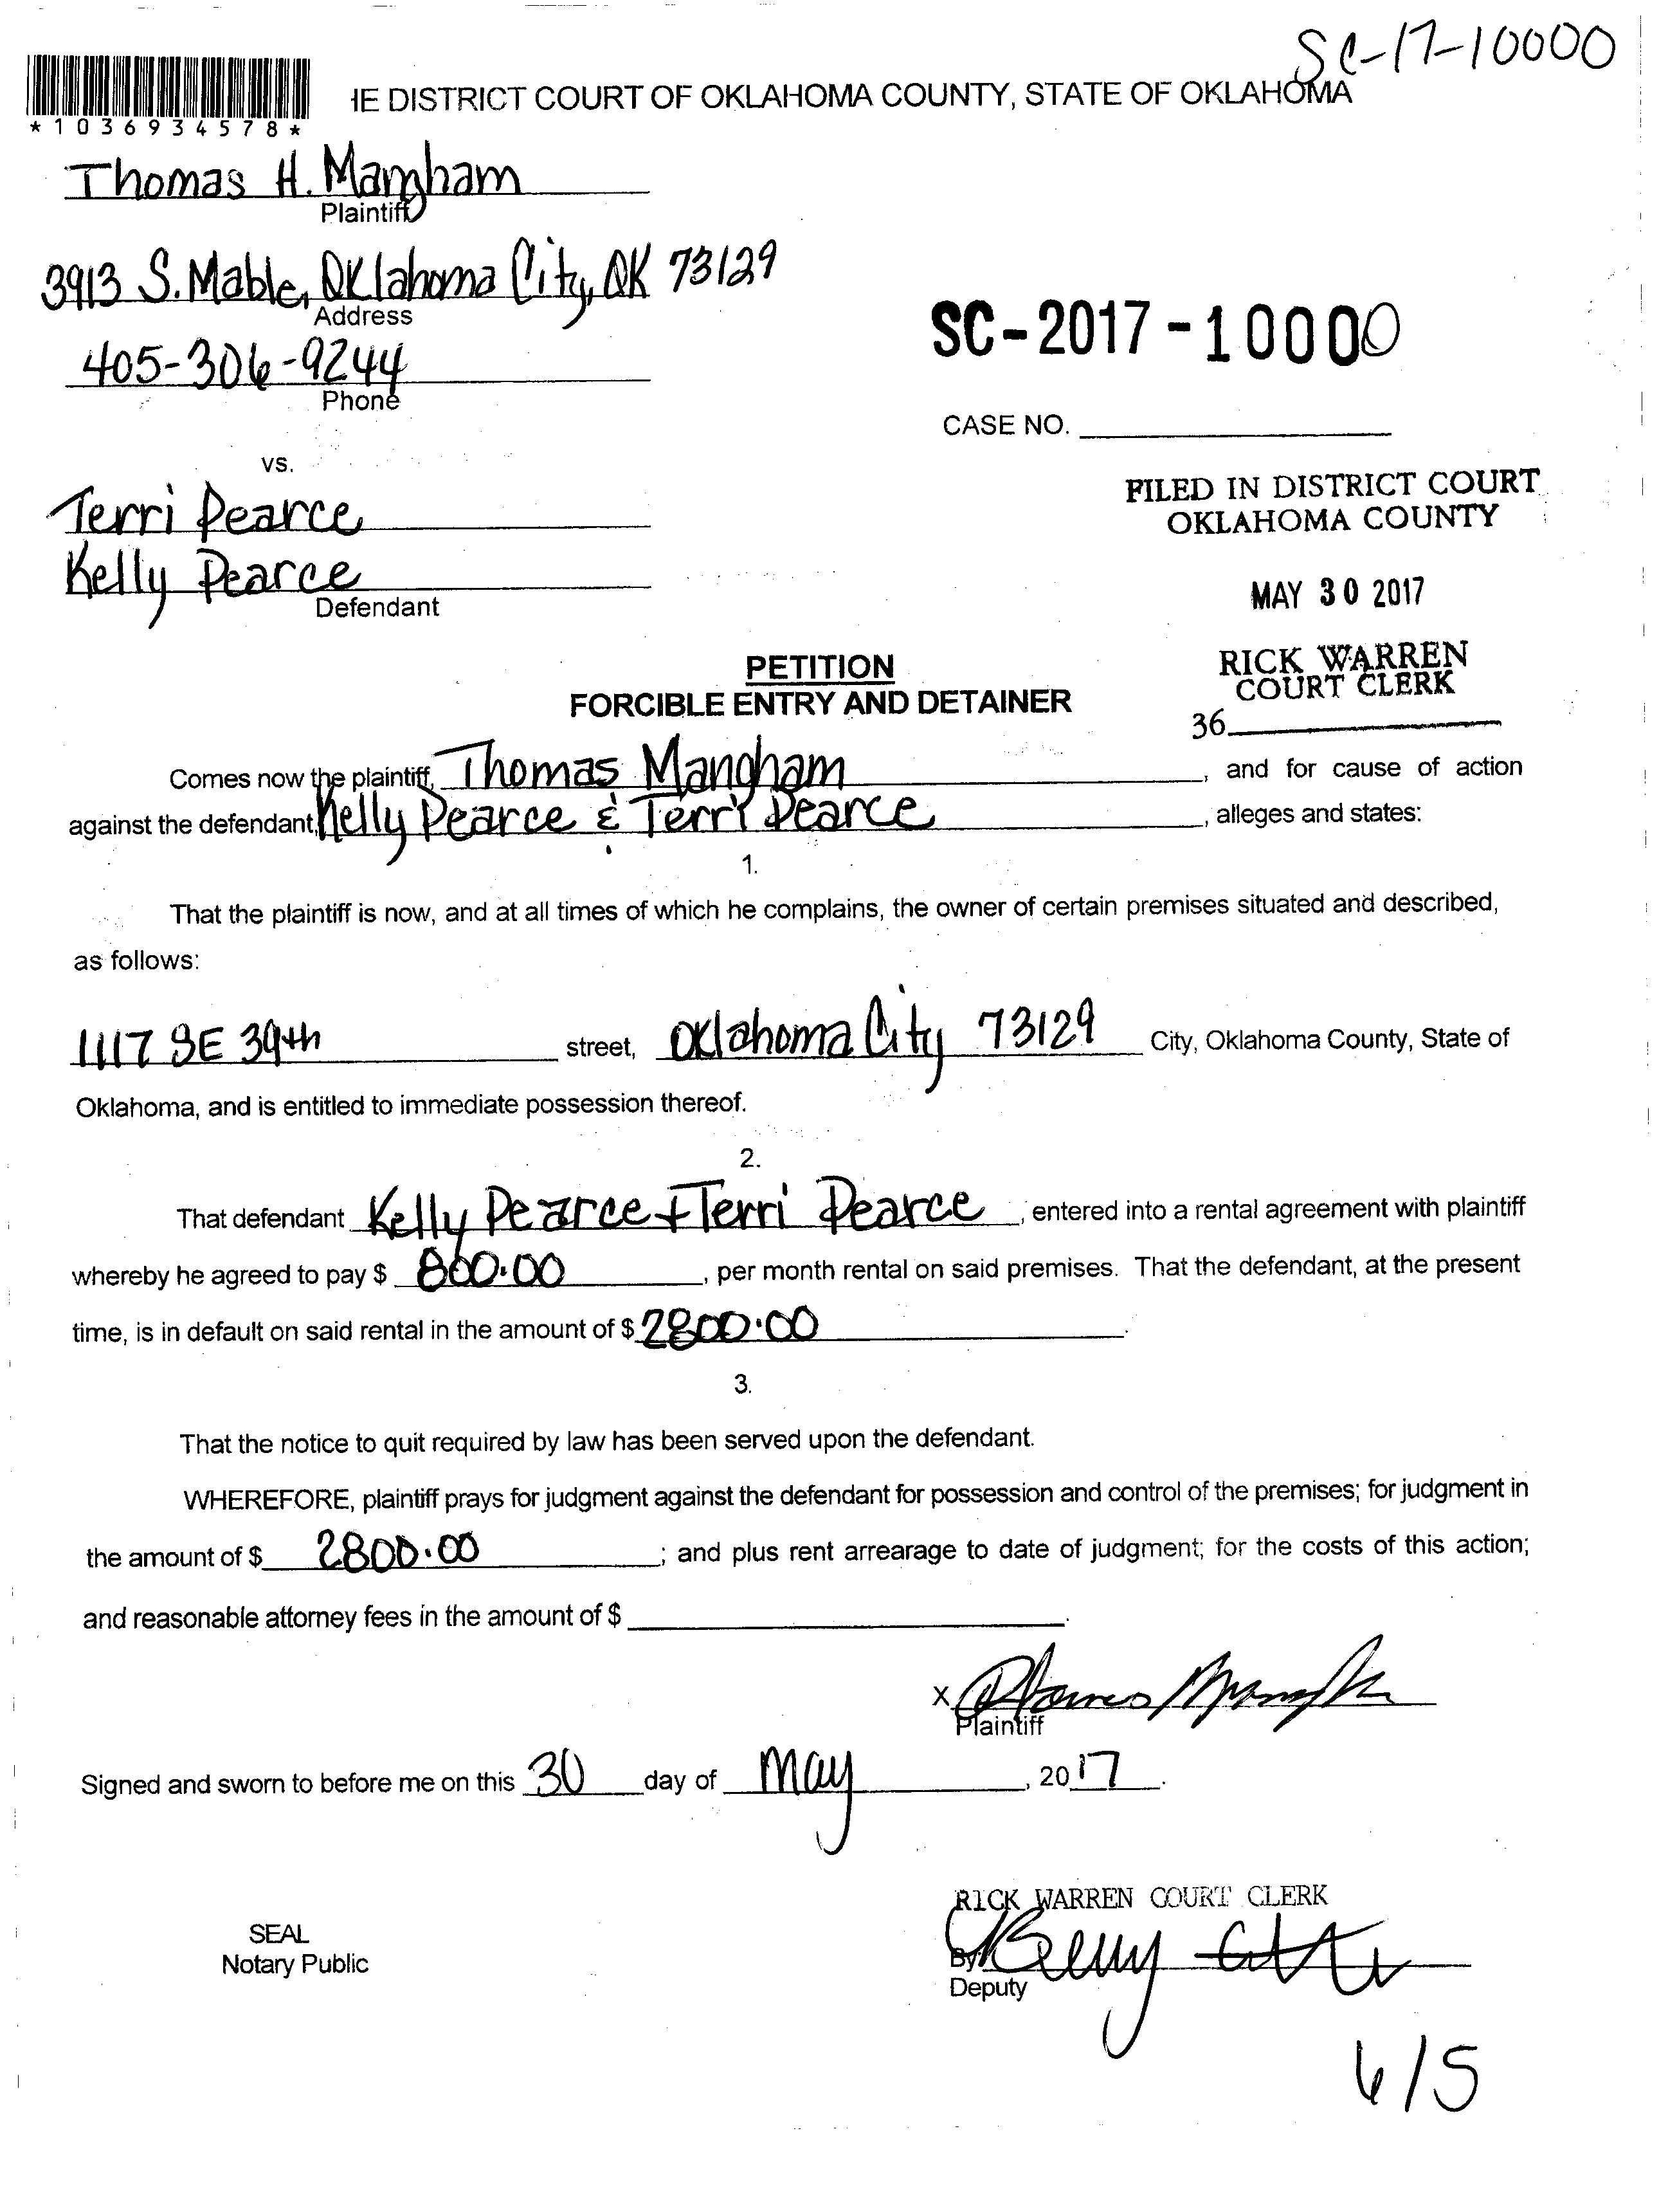 SC-17-10000
IE DISTRICT COURT OF OKLAHOMA COUNTY, STATE OF OKLAHOMA
*1036934578*
Thomas H. Mangham
Plaintiff
3913 S. Mable, Oklahoma City, OK 73129
Address
405-306-9244
Phone
SC-2017-10000
CASE NO.
vs.
Terri Pearce
Kelly Pearce
Defendant
FILED IN DISTRICT COURT
OKLAHOMA COUNTY
MAY 30 2017
RICK WARREN
COURT CLERK
36
PETITION
FORCIBLE ENTRY AND DETAINER
Comes now the plaintiff, Thomas Mangham, and for cause of action
against the defendant, Kelly Pearce & Terri Pearce, alleges and states:
1.
That the plaintiff is now, and at all times of which he complains, the owner of certain premises situated and described,
as follows:
1117 SE 39th street, Oklahoma City 73129 City, Oklahoma County, State of
Oklahoma, and is entitled to immediate possession thereof.
2.
That defendant Kelly Pearce + Terri Pearce, entered into a rental agreement with plaintiff
whereby he agreed to pay $ 800.00, per month rental on said premises. That the defendant, at the present
time, is in default on said rental in the amount of $ 2800.00.
3.
That the notice to quit required by law has been served upon the defendant.
WHEREFORE, plaintiff prays for judgment against the defendant for possession and control of the premises; for judgment in
the amount of $ 2800.00; and plus rent arrearage to date of judgment; for the costs of this action;
and reasonable attorney fees in the amount of $ .
X Thomas Mangham
Plaintiff
Signed and sworn to before me on this 30 day of May, 2017.
RICK WARREN COURT CLERK
SEAL
Notary Public
By:
Deputy
6/5